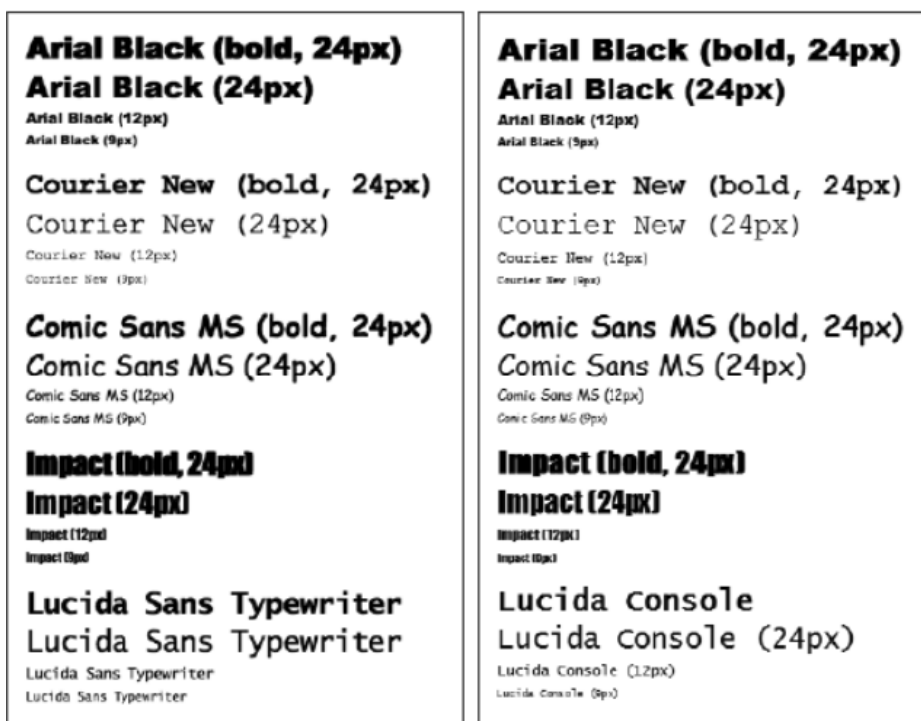 Arial Black (bold, 24px)
Arial Black (24px)
Arial Black (12px)
Arial Black (9px)
Courier New (bold, 24px)
Courier New (24px)
Courier New (12px)
Courier New (9px)
Comic Sans MS (bold, 24px)
Comic Sans MS (24px)
Comic Sans MS (12px)
Comic Sans MS (9px)
Impact (bold, 24px)
Impact (24px)
Impact (12px)
Impact (9px)
Lucida Sans Typewriter
Lucida Sans Typewriter
Lucida Sans Typewriter
Lucida Sans Typewriter
Arial Black (bold, 24px)
Arial Black (24px)
Arial Black (12px)
Arial Black (9px)
Courier New (bold, 24px)
Courier New (24px)
Courier New (12px)
Courier New (9px)
Comic Sans MS (bold, 24px)
Comic Sans MS (24px)
Comic Sans MS (12px)
Comic Sans MS (9px)
Impact (bold, 24px)
Impact (24px)
Impact (12px)
Impact (9px)
Lucida Console
Lucida Console (24px)
Lucida Console (12px)
Lucida Console (9px)